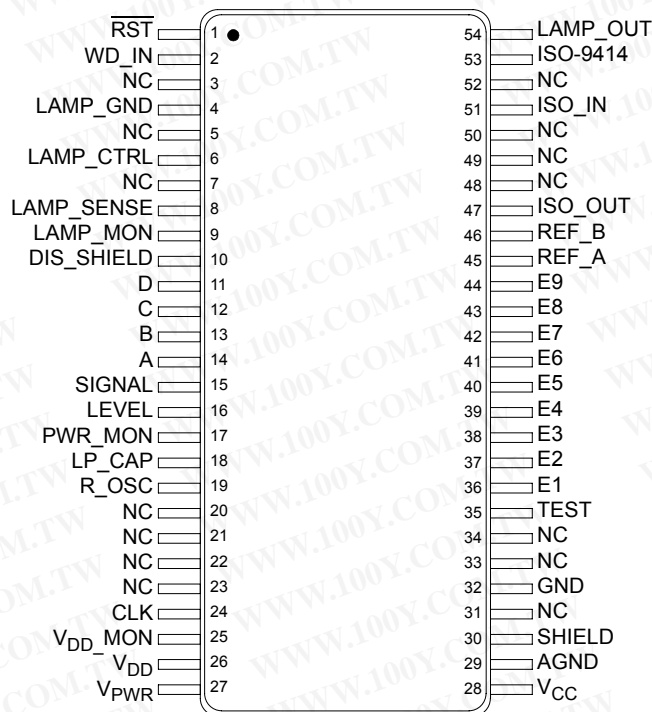 RST 1 54 LAMP_OUT
WD_IN 2 53 ISO-9414
NC 3 52 NC
LAMP_GND 4 51 ISO_IN
NC 5 50 NC
LAMP_CTRL 6 49 NC
NC 7 48 NC
LAMP_SENSE 8 47 ISO_OUT
LAMP_MON 9 46 REF_B
DIS_SHIELD 10 45 REF_A
D 11 44 E9
C 12 43 E8
B 13 42 E7
A 14 41 E6
SIGNAL 15 40 E5
LEVEL 16 39 E4
PWR_MON 17 38 E3
LP_CAP 18 37 E2
R_OSC 19 36 E1
NC 20 35 TEST
NC 21 34 NC
NC 22 33 NC
NC 23 32 GND
CLK 24 31 NC
VDD_MON 25 30 SHIELD
VDD 26 29 AGND
VPWR 27 28 VCC
WWW.100Y.COM.TW